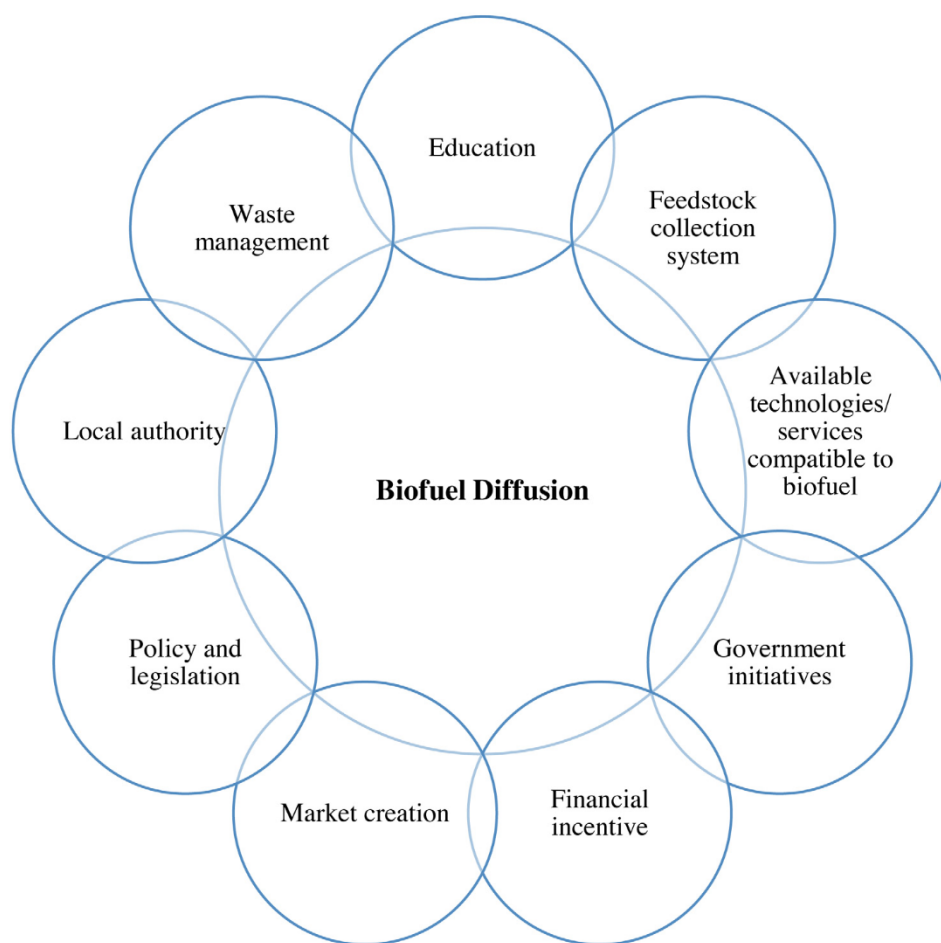 Education
Feedstock
collection
system
Available
technologies/
services
compatible to
biofuel
Government
initiatives
Financial
incentive
Market creation
Policy and
legislation
Local authority
Waste
management
Biofuel Diffusion